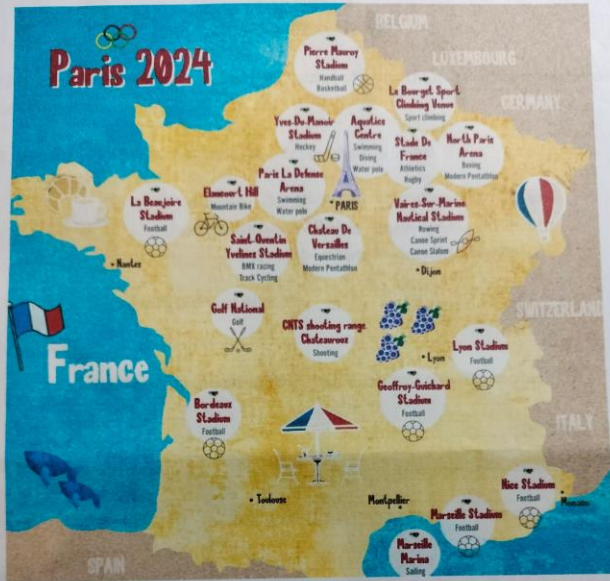 BELGIUM
LUXEMBOURG
GERMANY
SWITZERLAND
ITALY
SPAIN
Paris 2024
France
Pierre Mauroy
Stadium
Handball
Basketball
Le Bourget Sport
Climbing Venue
Sport climbing
Yves-Du-Manoir
Stadium
Hockey
Aquatics
Centre
Swimming
Diving
Water polo
Stade De
France
Athletics
Rugby
North Paris
Arena
Boxing
Modern Pentathlon
Paris La Defense
Arena
Swimming
Water polo
• PARIS
La Beaujoire
Stadium
Football
Elancourt Hill
Mountain Bike
Vaires-Sur-Marine
Nautical Stadium
Rowing
Canoe Sprint
Canoe Slalom
Saint-Quentin
Yvelines Stadium
BMX racing
Track Cycling
Chateau De
Versailles
Equestrian
Modern Pentathlon
• Nantes
• Dijon
Golf National
Golf
CNTS shooting range
Chateauroux
Shooting
• Lyon
Lyon Stadium
Football
Geoffroy-Guichard
Stadium
Football
Bordeaux
Stadium
Football
• Toulouse
Montpellier
Nice Stadium
Football
Monaco
Marseille Stadium
Football
Marseille
Marina
Sailing